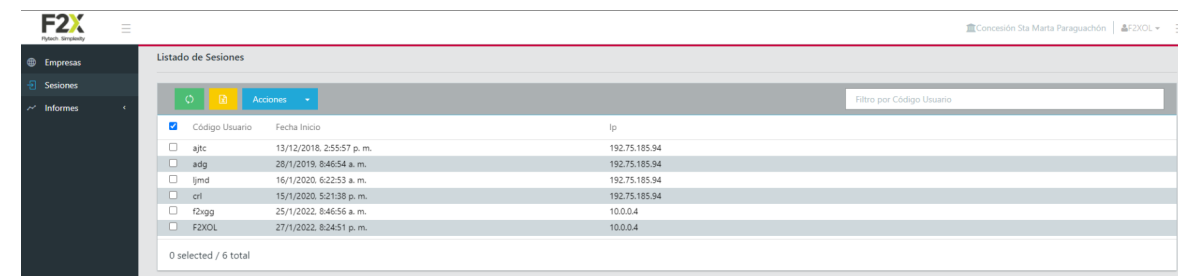 F2X
Flytech Simplexity
Concesión Sta Marta Paraguachón F2XOL
Empresas
Sesiones
Informes
Listado de Sesiones
Acciones
Filtro por Código Usuario
Código Usuario Fecha Inicio Ip
ajtc 13/12/2018, 2:55:57 p. m. 192.75.185.94
adg 28/1/2019, 8:46:54 a. m. 192.75.185.94
ljmd 16/1/2020, 6:22:53 a. m. 192.75.185.94
crl 15/1/2020, 5:21:38 p. m. 192.75.185.94
f2xgg 25/1/2022, 8:46:56 a. m. 10.0.0.4
F2XOL 27/1/2022, 8:24:51 p. m. 10.0.0.4
0 selected / 6 total